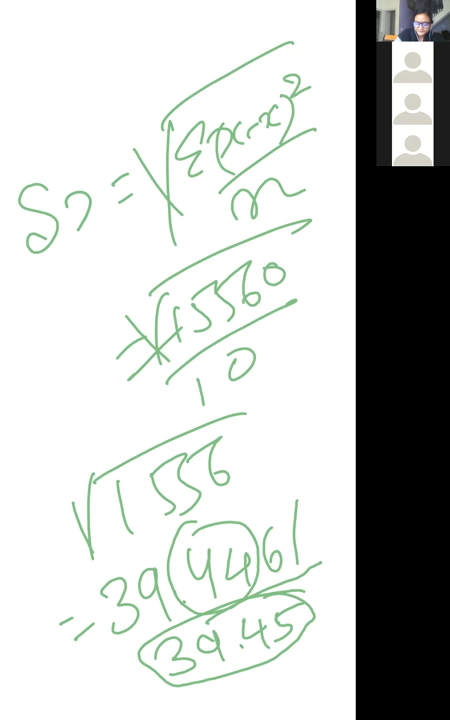 SD = √Σ(x-x)²
n
= √15560
10
√1556
= 39.4461
39.45